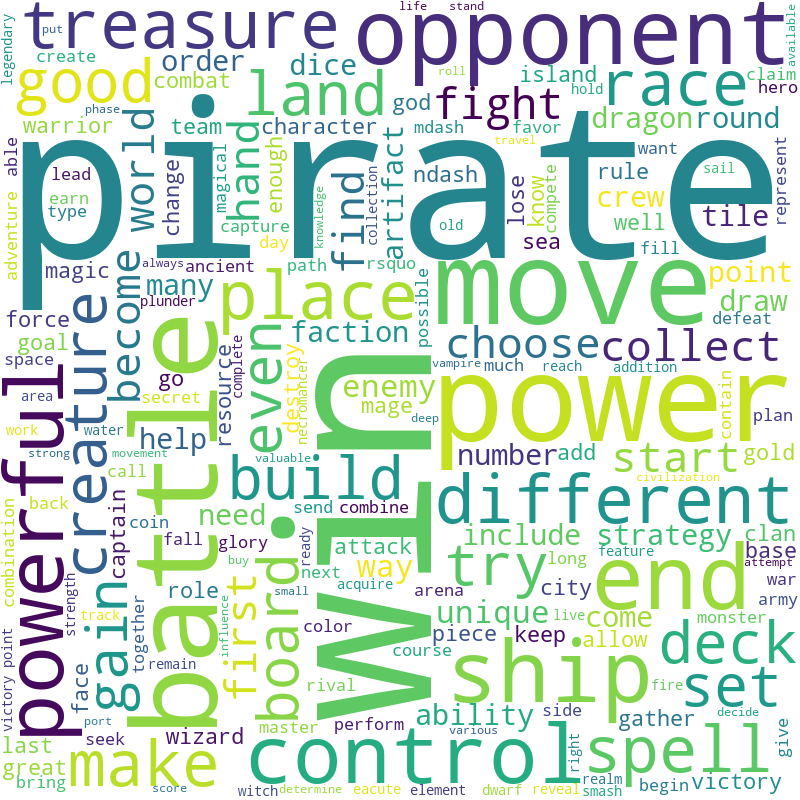 life stand
put
treasure
opponent
available
legendary
create
good
order
dice
roll
island
race
claim
combat
land
god
fight
hold
hero
warrior
team
character
mdash
favor
dragon
round
pirate
able
world
change
magical
hand
enough
find
artifact
ndash
lose
know
compete
travel
want
rule
sail
represent
lead
earn
type
capture
knowledge
collection
old
crew
tile
well
adventure
day
sea
fill
magic
always
ancient
path
rsquo
move
point
become
many
plunder
place
possible
draw
force
goal
faction
choose
collect
defeat
space
go
even
destroy
complete
necromancer
vampire
much
reach
addition
area
secret
resource
enemy
power
contain
plan
work
water
creature
battle
help
mage
deep
strong
movement
call
valuable
build
win
number
add
start
gold
civilization
powerful
back
captain
coin
need
send
combine
different
combination
fall
glory
ready
board
attack
way
next
include
strategy
clan
feature
base
attempt
strength
role
buy
acquire
try
long
end
war
track
gain
first
small
arena
city
army
together
influence
color
unique
live
come
monster
face
remain
course
piece
keep
allow
deck
victory point
port
rival
ship
fire
set
decide
seek
wizard
master
perform
ability
side
gather
last
great
make
control
various
right
spell
give
bring
score
witch
determine
eacute
element
dwarf
reveal
realm
smash
begin
victory
phase